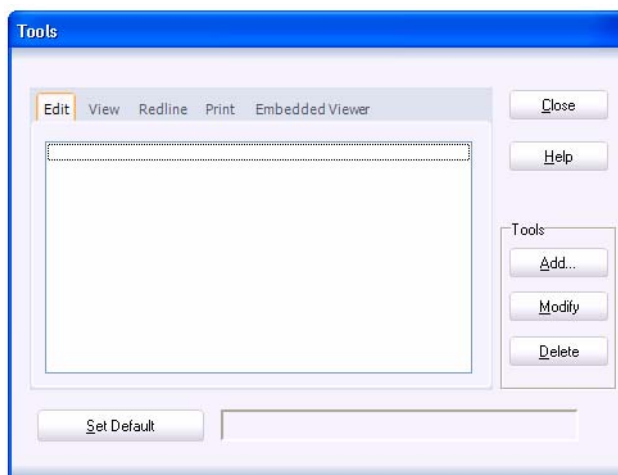 Tools
Edit View Redline Print Embedded Viewer
Close
Help
Tools
Add...
Modify
Delete
Set Default